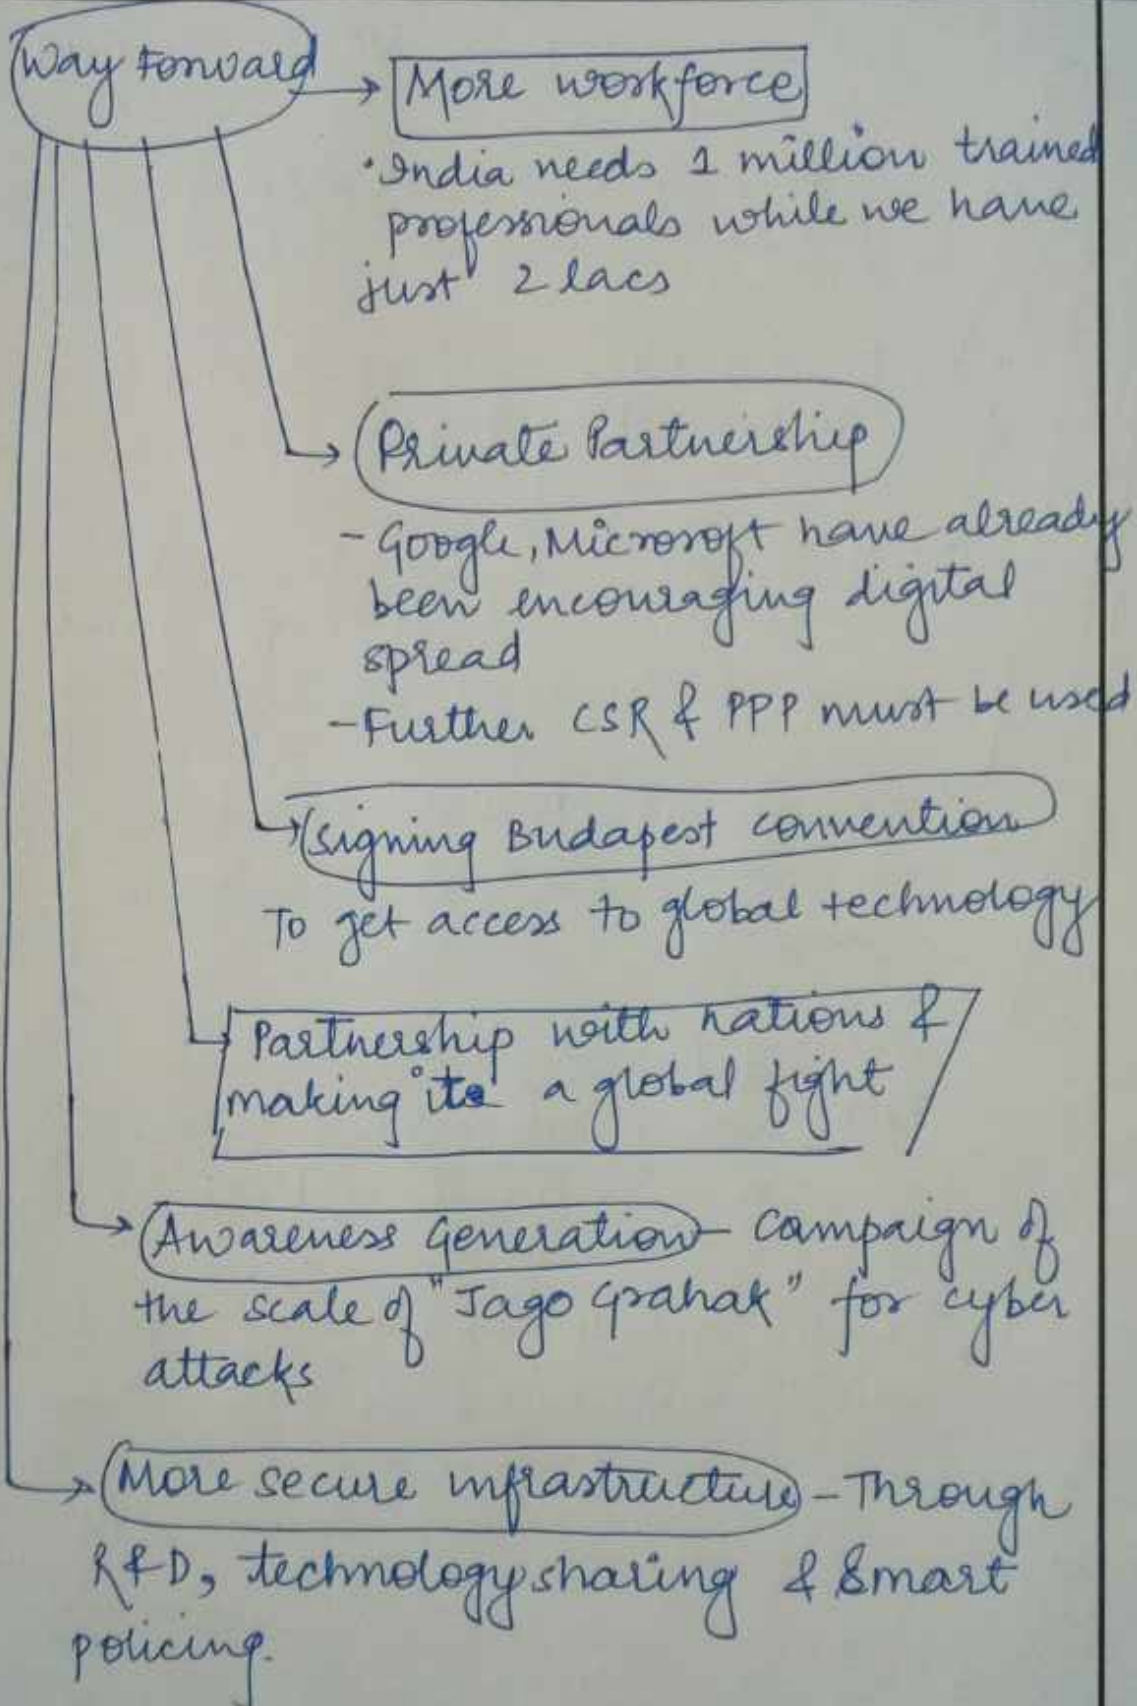 Way Forward
More workforce
• India needs 1 million trained
professionals while we have
just 2 lacs
Private Partnership
- Google, Microsoft have already
been encouraging digital
spread
- Further CSR & PPP must be used
Signing Budapest convention
To get access to global technology
Partnership with nations &
making it a global fight
Awareness Generation - Campaign of
the scale of "Jago Grahak" for cyber
attacks
More secure infrastructure - Through
R&D, technology sharing & Smart
policing.